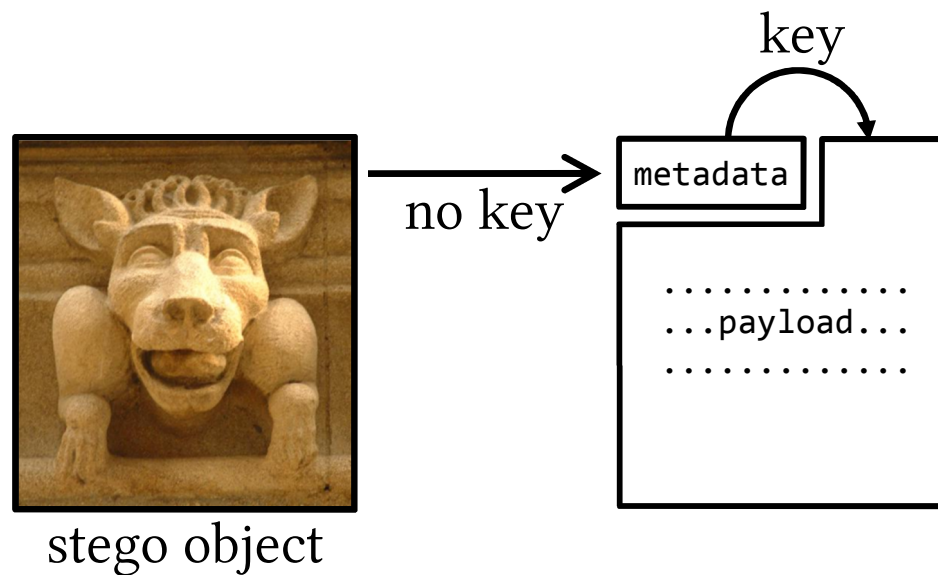 key
metadata
no key
.............
...payload...
.............
stego object